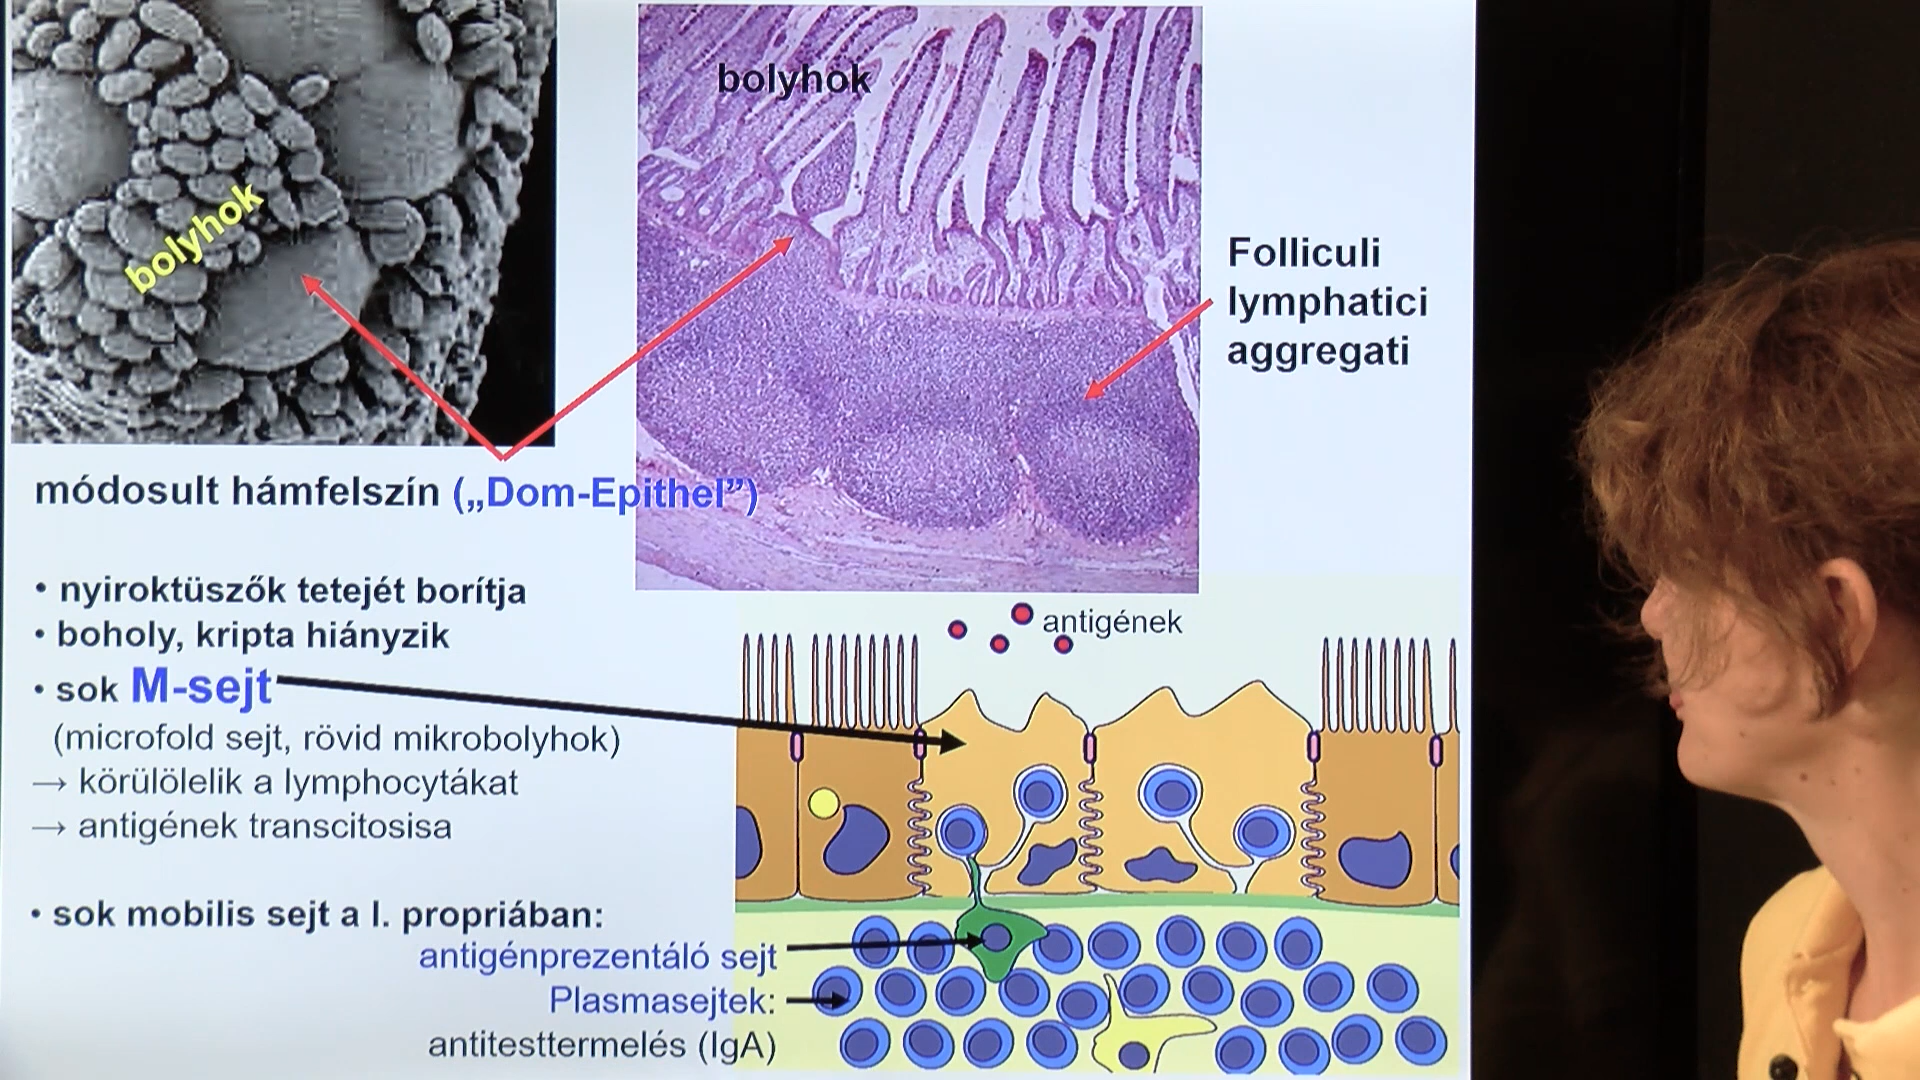 bolyhok
bolyhok
Folliculi
lymphatici
aggregati
módosult hámfelszín („Dom-Epithel”)
• nyiroktüszők tetejét borítja
• boholy, kripta hiányzik
• sok M-sejt
(microfold sejt, rövid mikrobolyhok)
→ körülölelik a lymphocytákat
→ antigének transcitosisa
antigének
• sok mobilis sejt a l. propriában:
antigénprezentáló sejt
Plasmasejtek:
antitesttermelés (IgA)